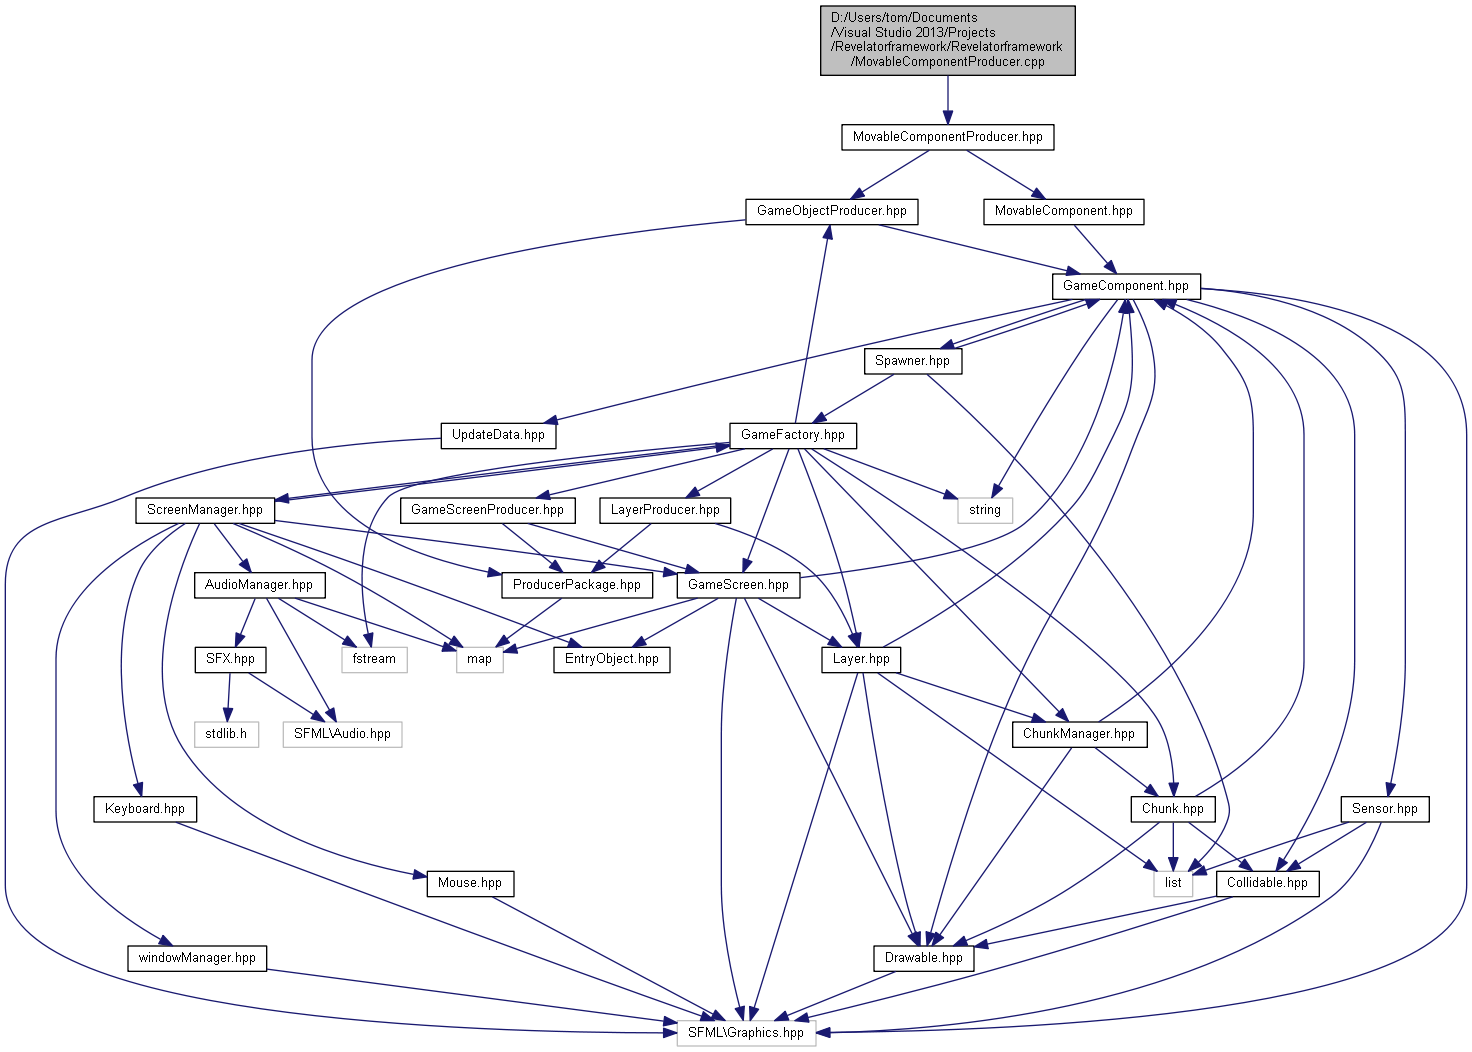 D:/Users/tom/Documents
/Visual Studio 2013/Projects
/Revelatorframework/Revelatorframework
/MovableComponentProducer.cpp
MovableComponentProducer.hpp
GameObjectProducer.hpp
MovableComponent.hpp
GameComponent.hpp
Spawner.hpp
UpdateData.hpp
GameFactory.hpp
ScreenManager.hpp
GameScreenProducer.hpp
LayerProducer.hpp
string
AudioManager.hpp
ProducerPackage.hpp
GameScreen.hpp
SFX.hpp
fstream
map
EntryObject.hpp
Layer.hpp
stdlib.h
SFML\Audio.hpp
ChunkManager.hpp
Keyboard.hpp
Chunk.hpp
Sensor.hpp
Mouse.hpp
list
Collidable.hpp
windowManager.hpp
Drawable.hpp
SFML\Graphics.hpp